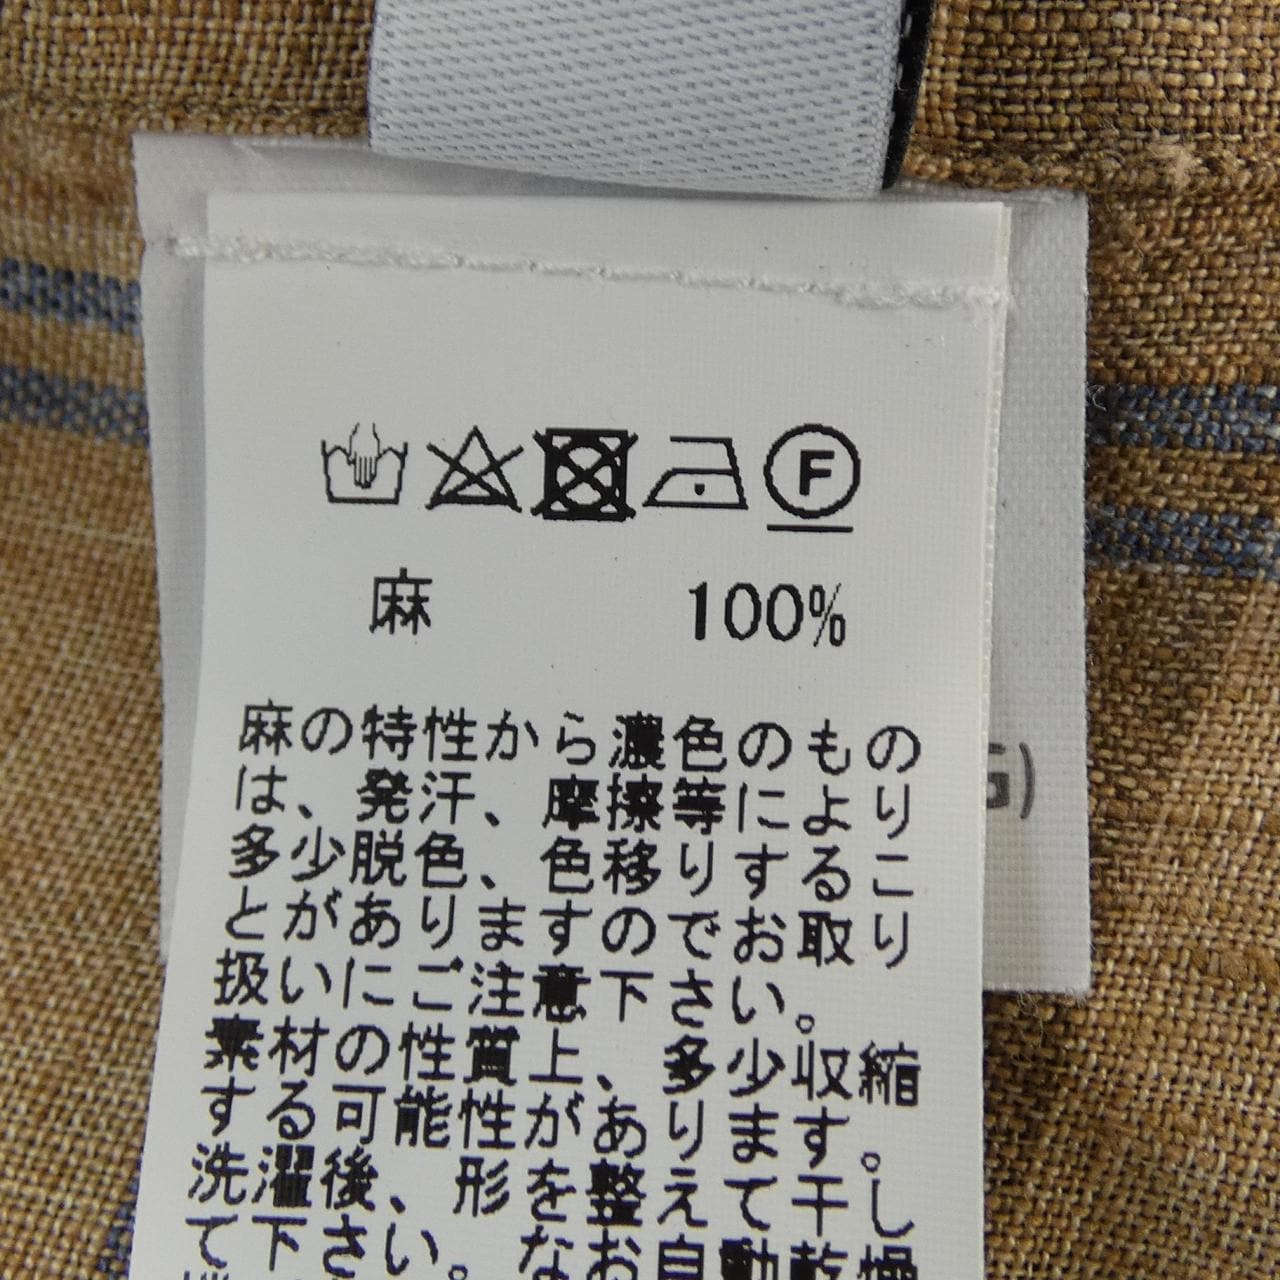 F
麻 100%
麻の特性から濃色のもの
は、発汗、摩擦等により
多少脱色、色移りするこ
とがありますのでお取り
扱いにご注意下さい。
素材の性質上、多少収縮
する可能性があります。
洗濯後、形を整えて干し
て下さい。なお自動乾燥
G)